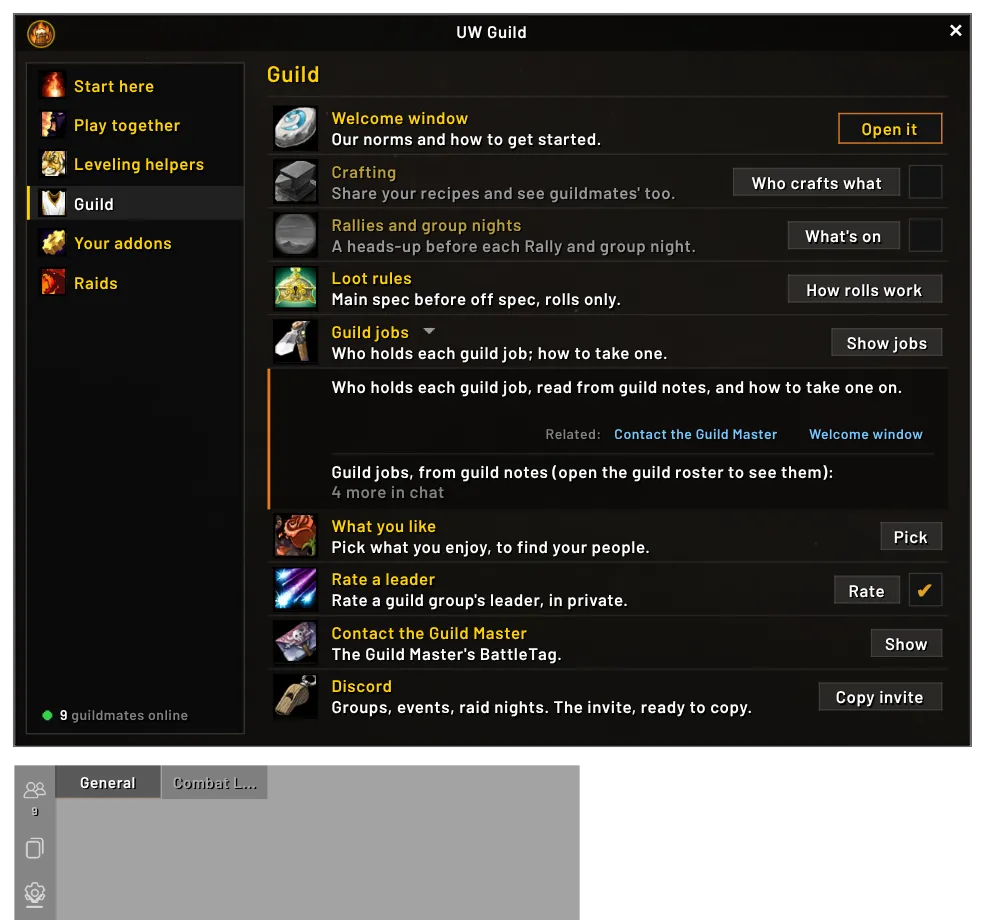 UW Guild
Start here
Play together
Leveling helpers
Guild
Your addons
Raids
9 guildmates online
Guild
Welcome window
Our norms and how to get started.
Open it
Crafting
Share your recipes and see guildmates' too.
Who crafts what
Rallies and group nights
A heads-up before each Rally and group night.
What's on
Loot rules
Main spec before off spec, rolls only.
How rolls work
Guild jobs
Who holds each guild job; how to take one.
Show jobs
Who holds each guild job, read from guild notes, and how to take one on.
Related: Contact the Guild Master Welcome window
Guild jobs, from guild notes (open the guild roster to see them):
4 more in chat
What you like
Pick what you enjoy, to find your people.
Pick
Rate a leader
Rate a guild group's leader, in private.
Rate
Contact the Guild Master
The Guild Master's BattleTag.
Show
Discord
Groups, events, raid nights. The invite, ready to copy.
Copy invite
General
Combat L...
9